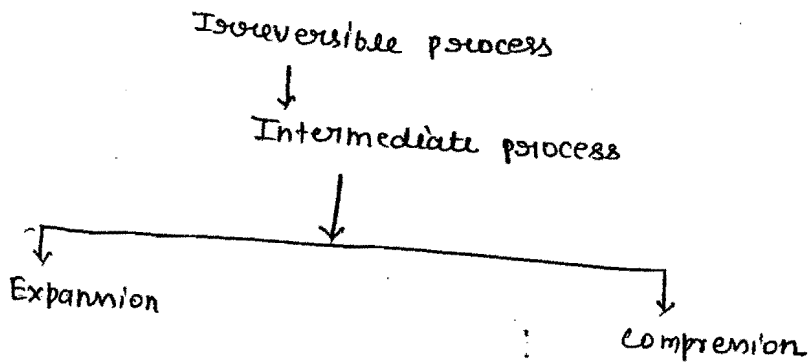 Irreversible process
Intermediate process
Expansion
Compression